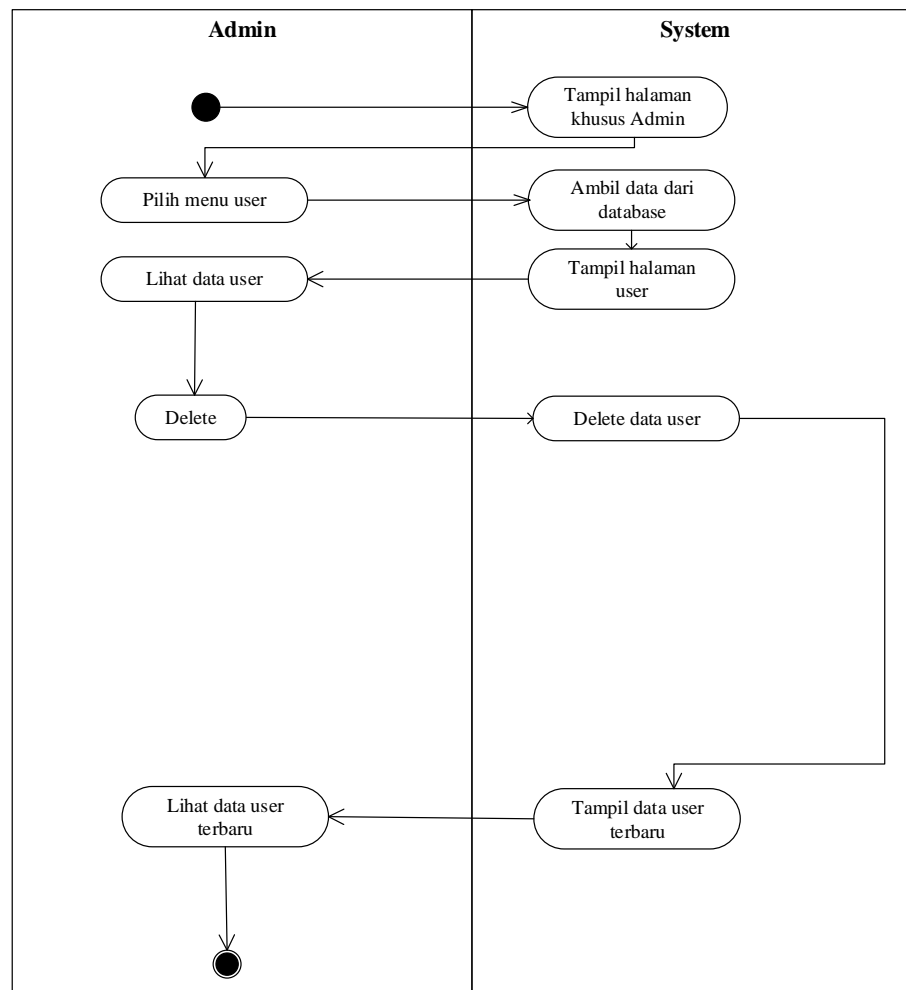 Admin
System
Tampil halaman
khusus Admin
Pilih menu user
Ambil data dari
database
Lihat data user
Tampil halaman
user
Delete
Delete data user
Lihat data user
terbaru
Tampil data user
terbaru